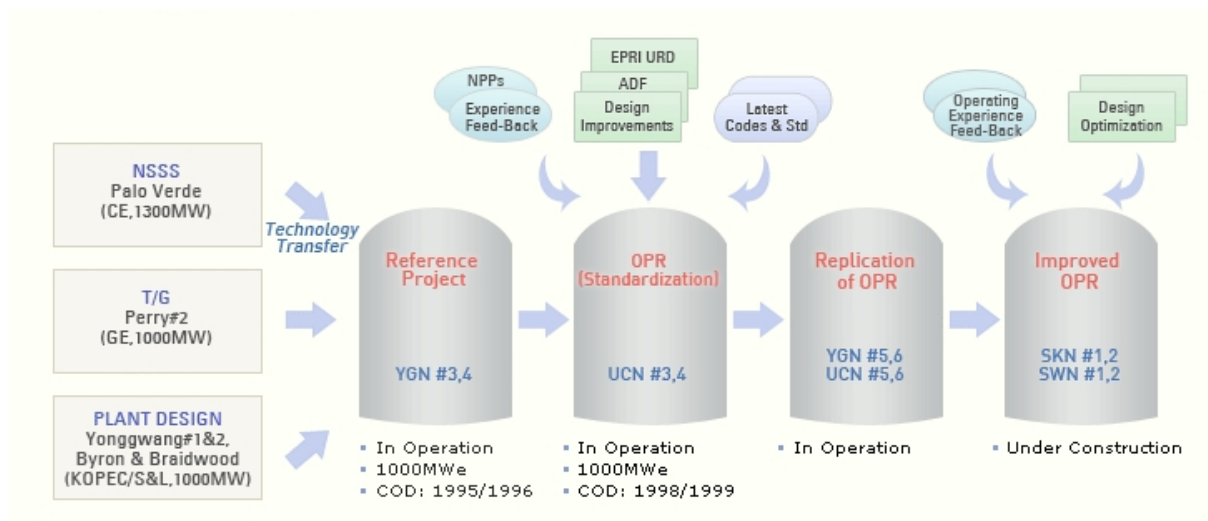 EPRI URD
ADF
Design
Improvements
NPPs
Experience
Feed-Back
Latest
Codes & Std
Operating
Experience
Feed-Back
Design
Optimization
NSSS
Palo Verde
(CE,1300MW)
Technology
Transfer
T/G
Perry#2
(GE,1000MW)
PLANT DESIGN
Yonggwang#1&2,
Byron & Braidwood
(KOPEC/S&L,1000MW)
Reference
Project
YGN #3,4
▪ In Operation
▪ 1000MWe
▪ COD: 1995/1996
OPR
(Standardization)
UCN #3,4
▪ In Operation
▪ 1000MWe
▪ COD: 1998/1999
Replication
of OPR
YGN #5,6
UCN #5,6
▪ In Operation
Improved
OPR
SKN #1,2
SWN #1,2
▪ Under Construction